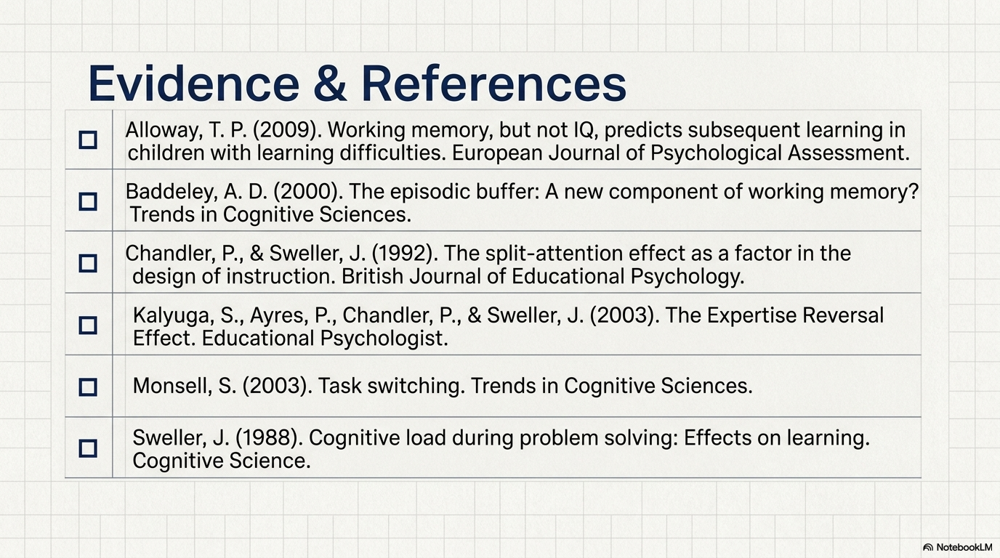 Evidence & References
Alloway, T. P. (2009). Working memory, but not IQ, predicts subsequent learning in
children with learning difficulties. European Journal of Psychological Assessment.
Baddeley, A. D. (2000). The episodic buffer: A new component of working memory?
Trends in Cognitive Sciences.
Chandler, P., & Sweller, J. (1992). The split-attention effect as a factor in the
design of instruction. British Journal of Educational Psychology.
Kalyuga, S., Ayres, P., Chandler, P., & Sweller, J. (2003). The Expertise Reversal
Effect. Educational Psychologist.
Monsell, S. (2003). Task switching. Trends in Cognitive Sciences.
Sweller, J. (1988). Cognitive load during problem solving: Effects on learning.
Cognitive Science.
NotebookLM